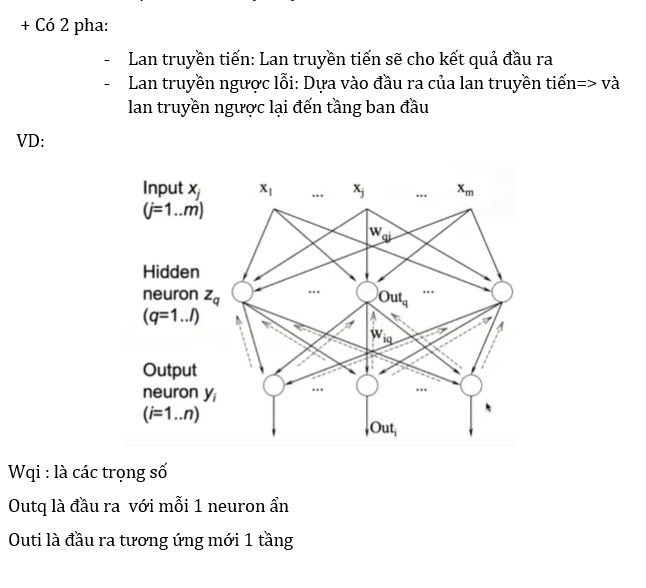 + Có 2 pha:
- Lan truyền tiến: Lan truyền tiến sẽ cho kết quả đầu ra
- Lan truyền ngược lỗi: Dựa vào đầu ra của lan truyền tiến=> và
lan truyền ngược lại đến tầng ban đầu
VD:
Input xj x1 ... xj ... xm
(j=1..m)
Wqj
Hidden
neuron zq ... Outq ...
(q=1..l)
Wiq
Output
neuron yi ... ...
(i=1..n)
Outi
Wqi : là các trọng số
Outq là đầu ra với mỗi 1 neuron ẩn
Outi là đầu ra tương ứng mới 1 tầng